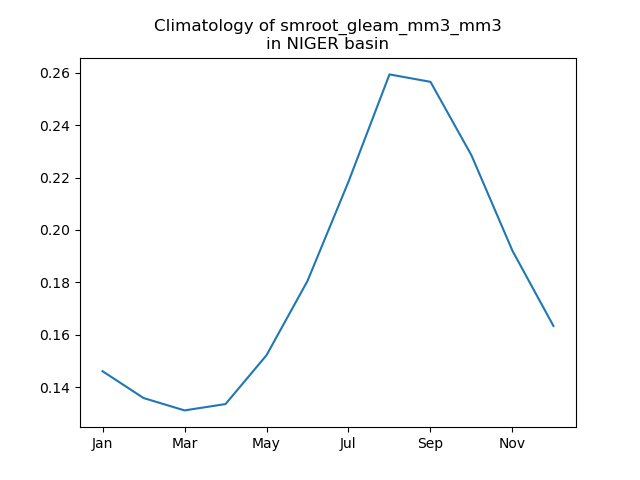 Climatology of smroot_gleam_mm3_mm3
in NIGER basin
0.26
0.24
0.22
0.20
0.18
0.16
0.14
Jan Mar May Jul Sep Nov